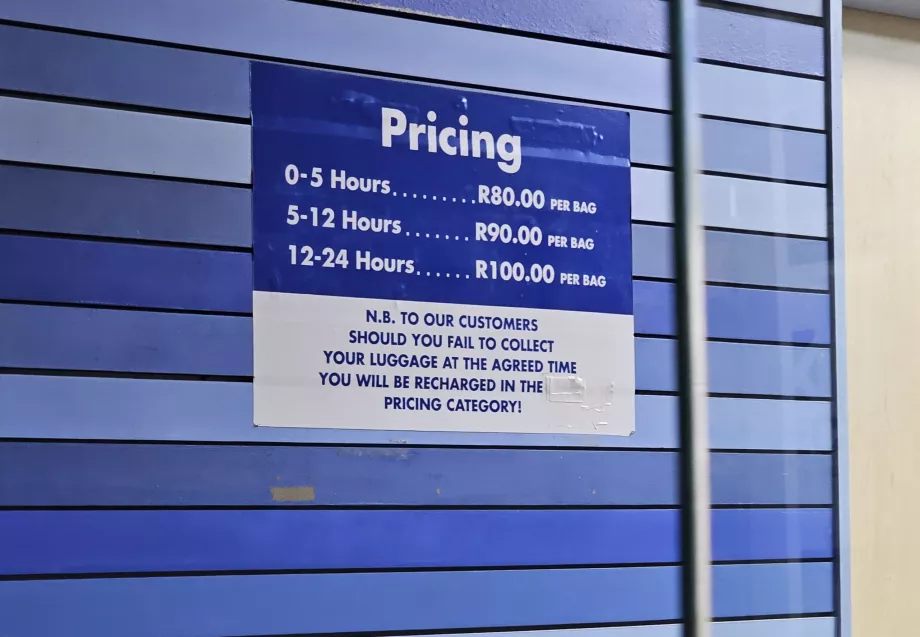 Pricing
0-5 Hours.........R80.00 PER BAG
5-12 Hours.......R90.00 PER BAG
12-24 Hours......R100.00 PER BAG
N.B. TO OUR CUSTOMERS
SHOULD YOU FAIL TO COLLECT
YOUR LUGGAGE AT THE AGREED TIME
YOU WILL BE RECHARGED IN THE
PRICING CATEGORY!